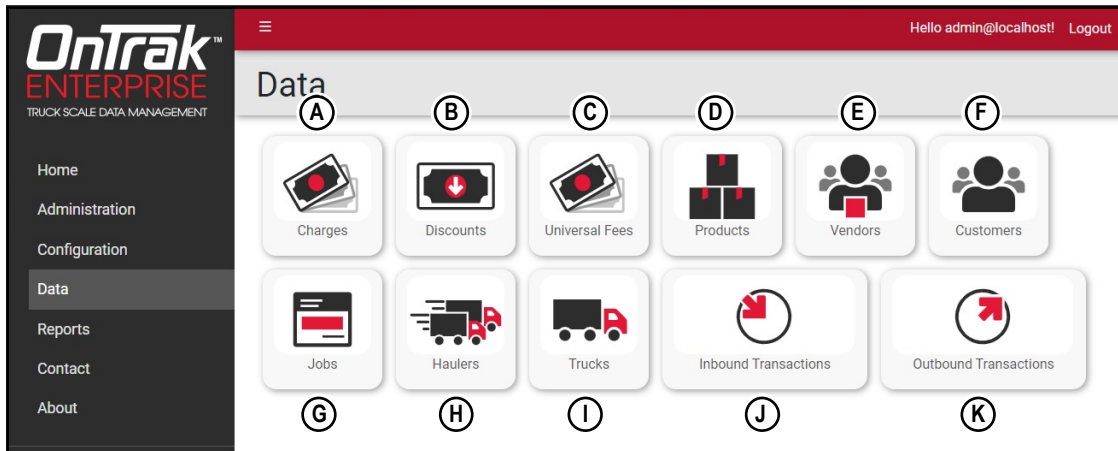 OnTrak™
ENTERPRISE
TRUCK SCALE DATA MANAGEMENT
Home
Administration
Configuration
Data
Reports
Contact
About
Hello admin@localhost! Logout
Data
A B C D E F
Charges Discounts Universal Fees Products Vendors Customers
Jobs Haulers Trucks Inbound Transactions Outbound Transactions
G H I J K